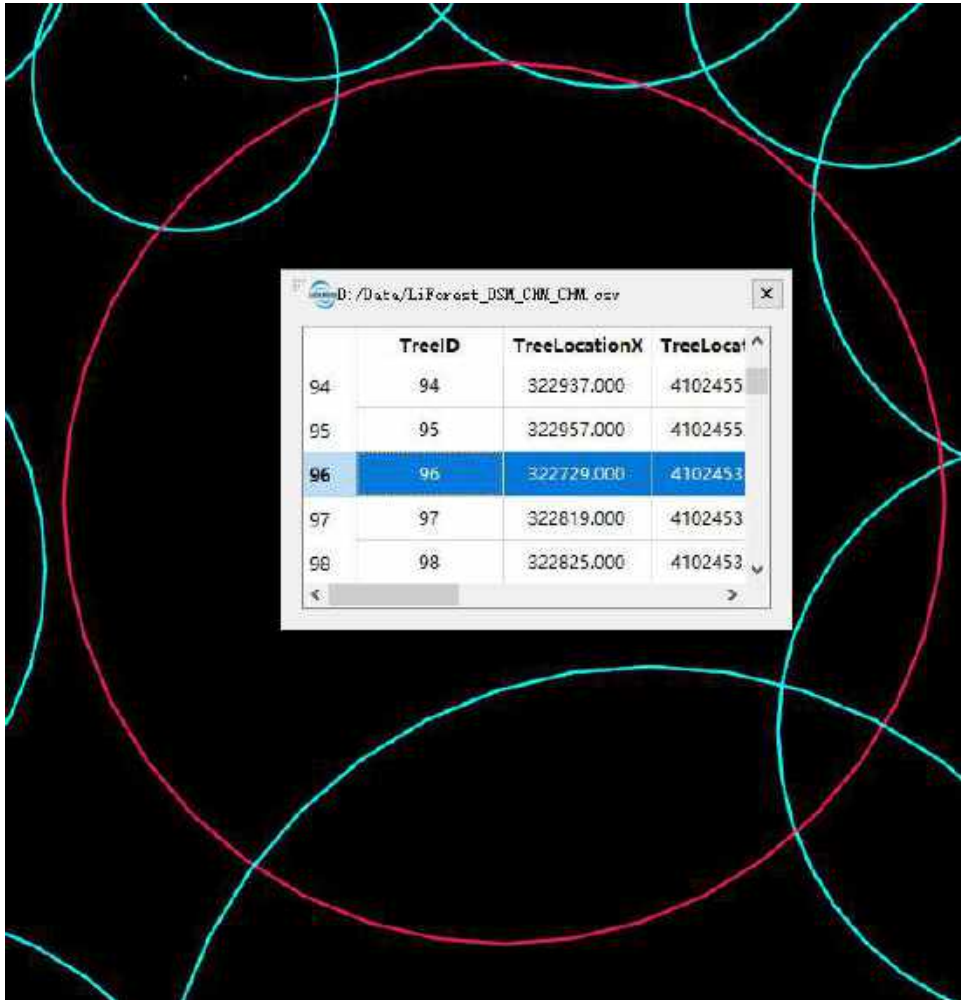 D:/Data/LiForest_DSM_CHM_CHM.csv
TreeID TreeLocationX TreeLocat
94 94 322937.000 4102455
95 95 322957.000 4102455
96 96 322729.000 4102453
97 97 322819.000 4102453
98 98 322825.000 4102453